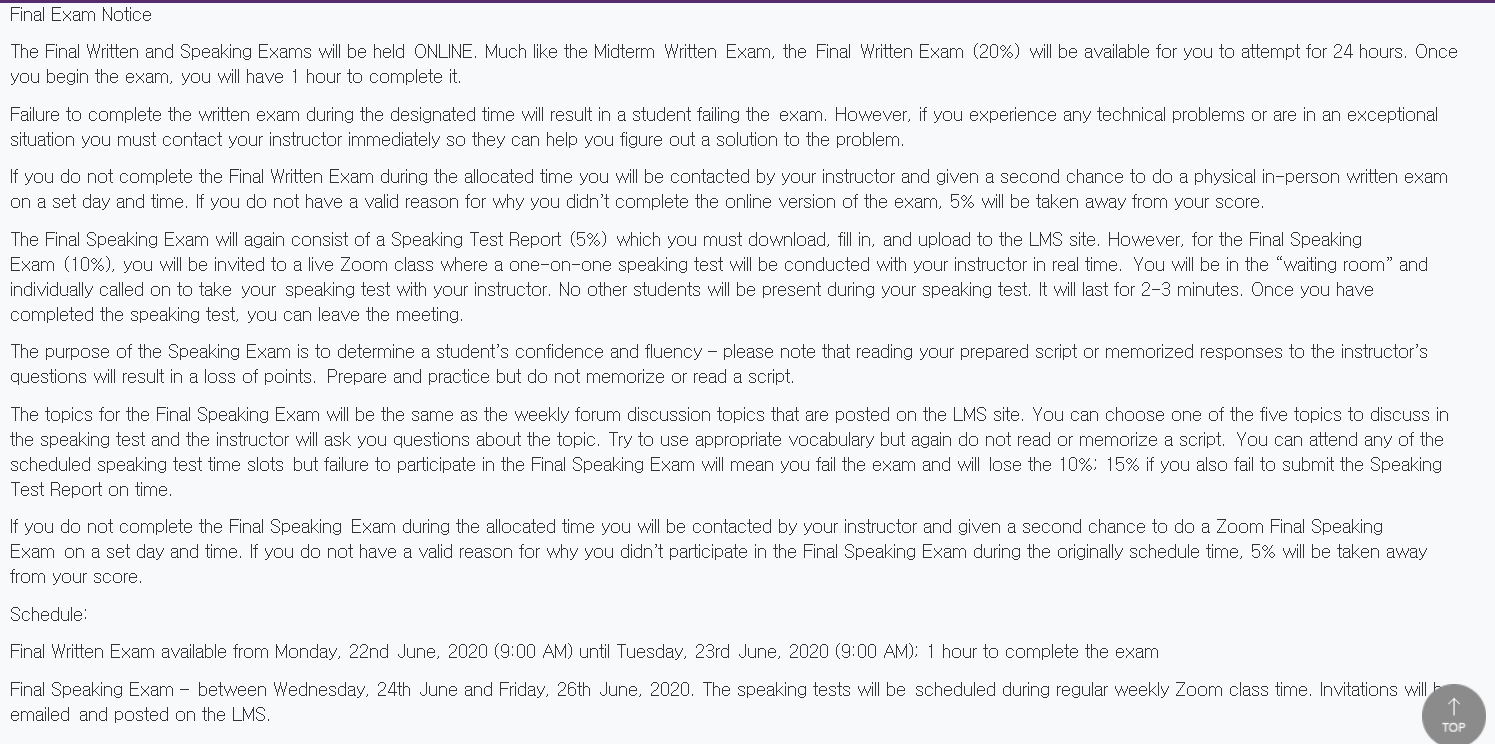 Final Exam Notice
The Final Written and Speaking Exams will be held ONLINE. Much like the Midterm Written Exam, the Final Written Exam (20%) will be available for you to attempt for 24 hours. Once
you begin the exam, you will have 1 hour to complete it.
Failure to complete the written exam during the designated time will result in a student failing the exam. However, if you experience any technical problems or are in an exceptional
situation you must contact your instructor immediately so they can help you figure out a solution to the problem.
If you do not complete the Final Written Exam during the allocated time you will be contacted by your instructor and given a second chance to do a physical in-person written exam
on a set day and time. If you do not have a valid reason for why you didn't complete the online version of the exam, 5% will be taken away from your score.
The Final Speaking Exam will again consist of a Speaking Test Report (5%) which you must download, fill in, and upload to the LMS site. However, for the Final Speaking
Exam (10%), you will be invited to a live Zoom class where a one-on-one speaking test will be conducted with your instructor in real time. You will be in the “waiting room” and
individually called on to take your speaking test with your instructor. No other students will be present during your speaking test. It will last for 2-3 minutes. Once you have
completed the speaking test, you can leave the meeting.
The purpose of the Speaking Exam is to determine a student's confidence and fluency – please note that reading your prepared script or memorized responses to the instructor's
questions will result in a loss of points. Prepare and practice but do not memorize or read a script.
The topics for the Final Speaking Exam will be the same as the weekly forum discussion topics that are posted on the LMS site. You can choose one of the five topics to discuss in
the speaking test and the instructor will ask you questions about the topic. Try to use appropriate vocabulary but again do not read or memorize a script. You can attend any of the
scheduled speaking test time slots but failure to participate in the Final Speaking Exam will mean you fail the exam and will lose the 10%; 15% if you also fail to submit the Speaking
Test Report on time.
If you do not complete the Final Speaking Exam during the allocated time you will be contacted by your instructor and given a second chance to do a Zoom Final Speaking
Exam on a set day and time. If you do not have a valid reason for why you didn't participate in the Final Speaking Exam during the originally schedule time, 5% will be taken away
from your score.
Schedule:
Final Written Exam available from Monday, 22nd June, 2020 (9:00 AM) until Tuesday, 23rd June, 2020 (9:00 AM); 1 hour to complete the exam
Final Speaking Exam – between Wednesday, 24th June and Friday, 26th June, 2020. The speaking tests will be scheduled during regular weekly Zoom class time. Invitations will
emailed and posted on the LMS.
TOP